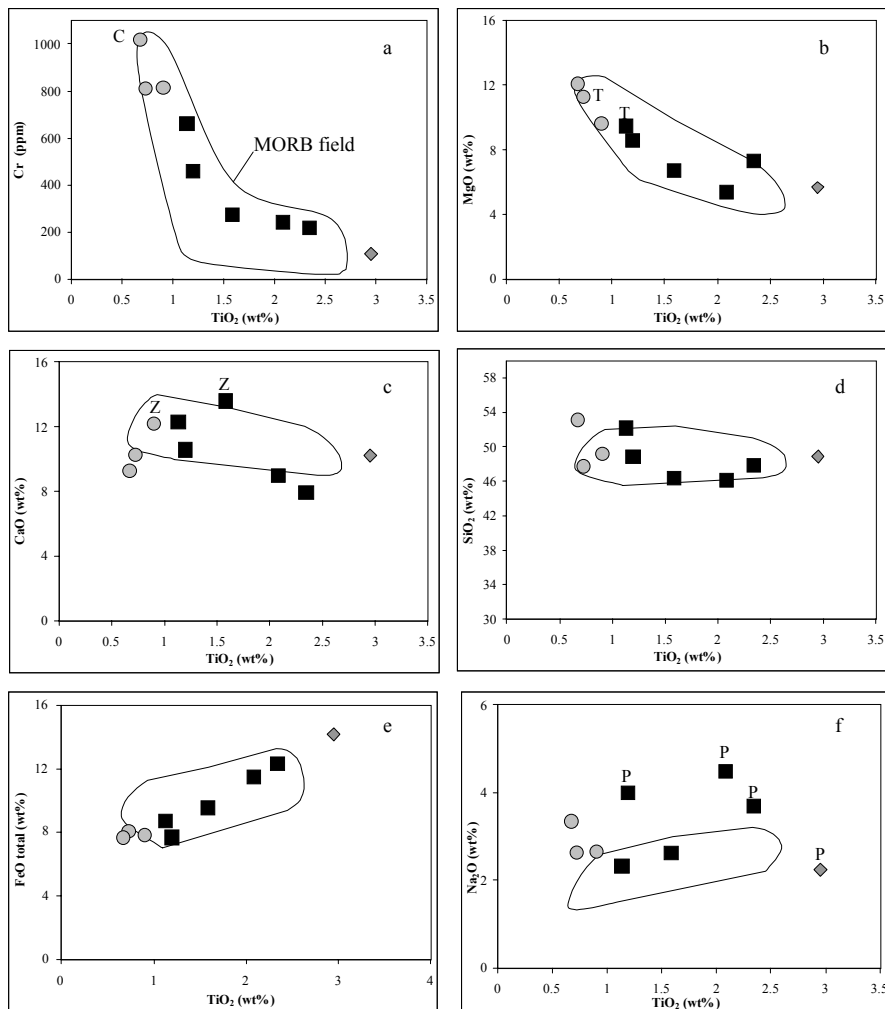 1000
800
600
400
200
0
Cr (ppm)
C
a
MORB field
0 0.5 1 1.5 2 2.5 3 3.5
TiO2 (wt%)
16
12
8
4
0
MgO (wt%)
b
T
T
0 0.5 1 1.5 2 2.5 3 3.5
TiO2 (wt%)
16
12
8
4
0
CaO (wt%)
c
Z
Z
0 0.5 1 1.5 2 2.5 3 3.5
TiO2 (wt%)
58
54
50
46
42
38
34
30
SiO2 (wt%)
d
0 0.5 1 1.5 2 2.5 3 3.5
TiO2 (wt%)
16
12
8
4
0
FeO total (wt%)
e
0 1 2 3 4
TiO2 (wt%)
6
4
2
0
Na2O (wt%)
f
P
P
P
P
0 0.5 1 1.5 2 2.5 3 3.5
TiO2 (wt%)